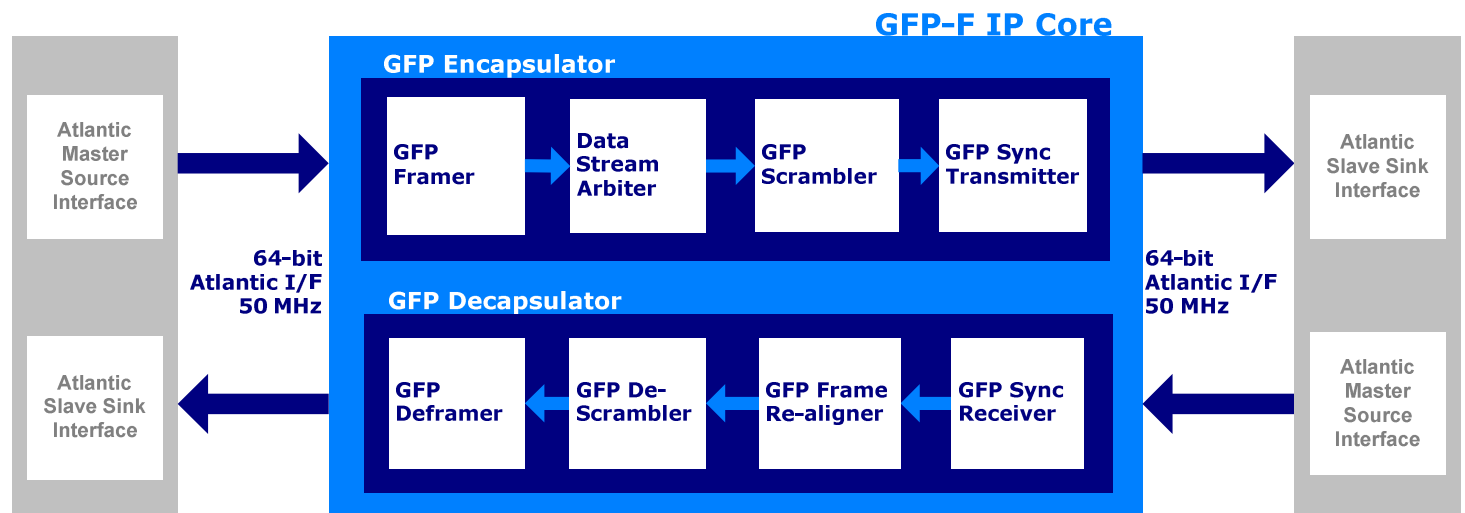 GFP-F IP Core
GFP Encapsulator
Atlantic
Master
Source
Interface
GFP
Framer
Data
Stream
Arbiter
GFP
Scrambler
GFP Sync
Transmitter
Atlantic
Slave Sink
Interface
64-bit
Atlantic I/F
50 MHz
64-bit
Atlantic I/F
50 MHz
GFP Decapsulator
Atlantic
Slave Sink
Interface
GFP
Deframer
GFP De-
Scrambler
GFP Frame
Re-aligner
GFP Sync
Receiver
Atlantic
Master
Source
Interface